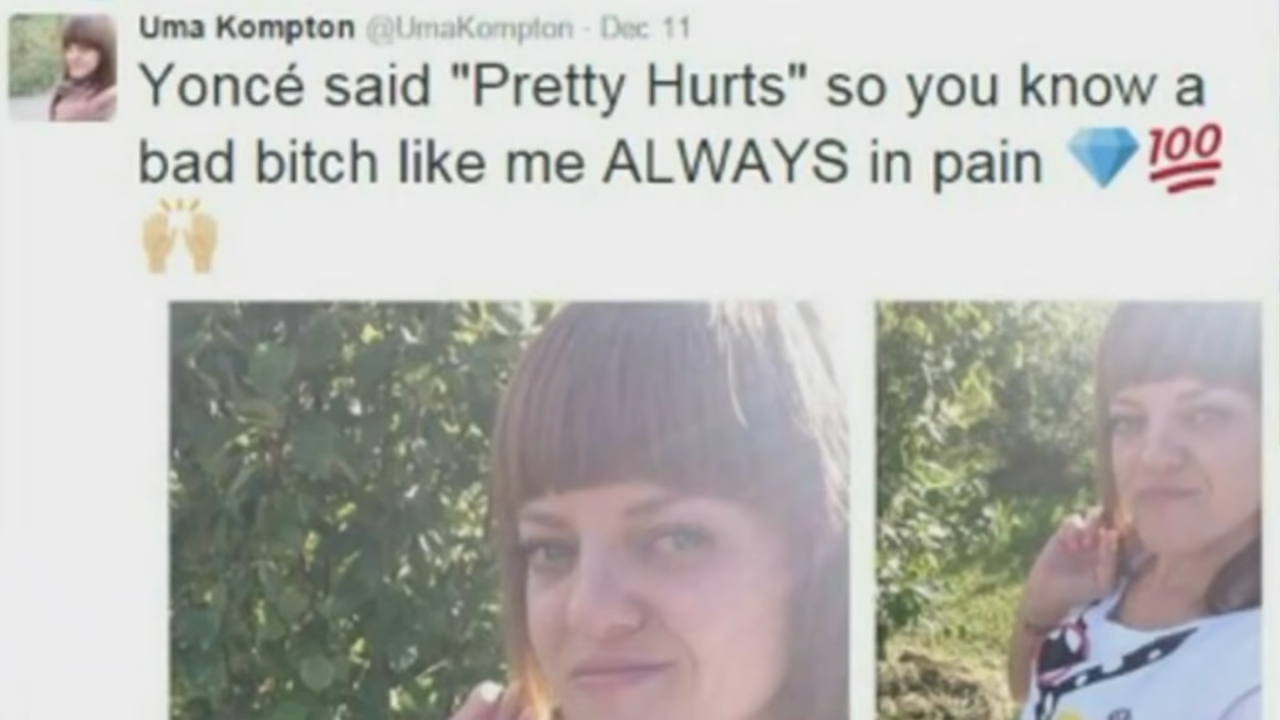 Uma Kompton @UmaKompton · Dec 11
Yoncé said "Pretty Hurts" so you know a
bad bitch like me ALWAYS in pain 💎💯
🙌🏼